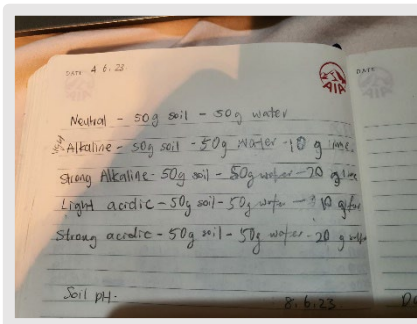 DATE 4.6.23
AIA
DATE
AIA
Neutral - 50g soil - 50g water
Alkaline - 50g soil - 50g water - 10 g lime.
Strong Alkaline - 50g soil - 50g water - 20 g lime
Light acidic - 50g soil - 50g water - 10 g
Strong acidic - 50g soil - 50g water - 20 g
Soil pH.
8.6.23